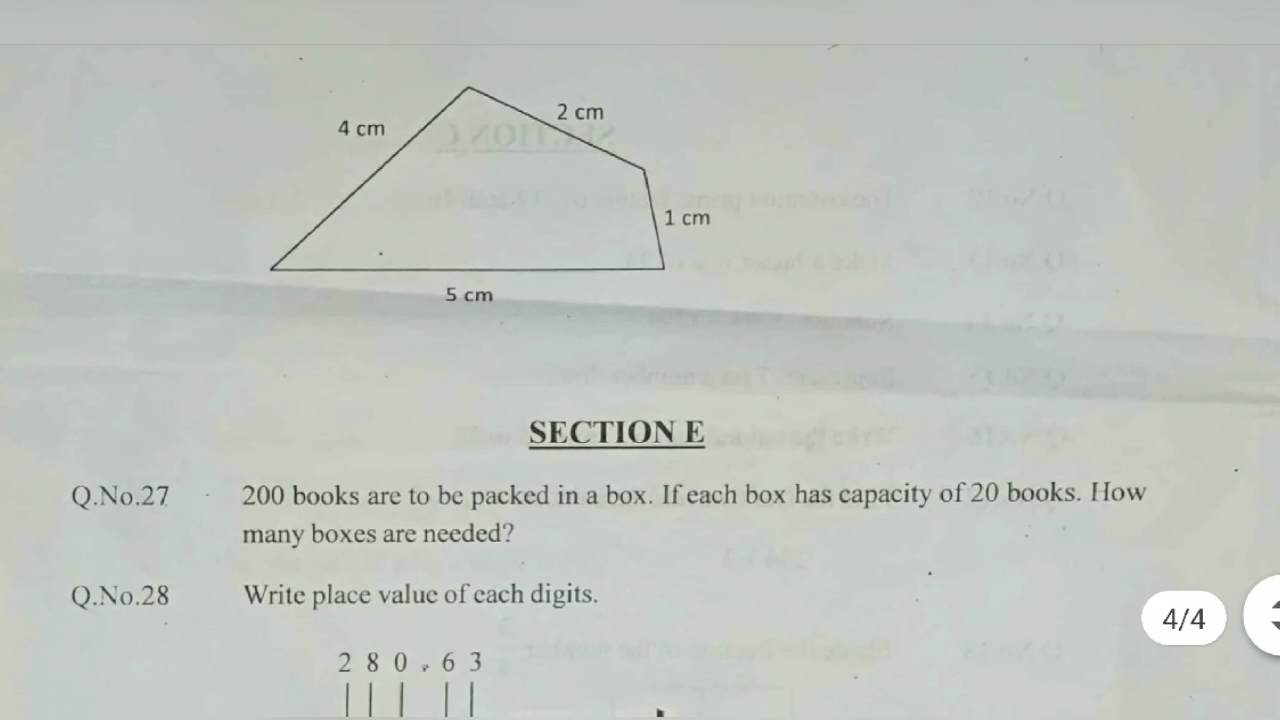 4 cm
2 cm
1 cm
5 cm
SECTION E
Q.No.27 200 books are to be packed in a box. If each box has capacity of 20 books. How
many boxes are needed?
Q.No.28 Write place value of each digits.
2 8 0 . 6 3
4/4